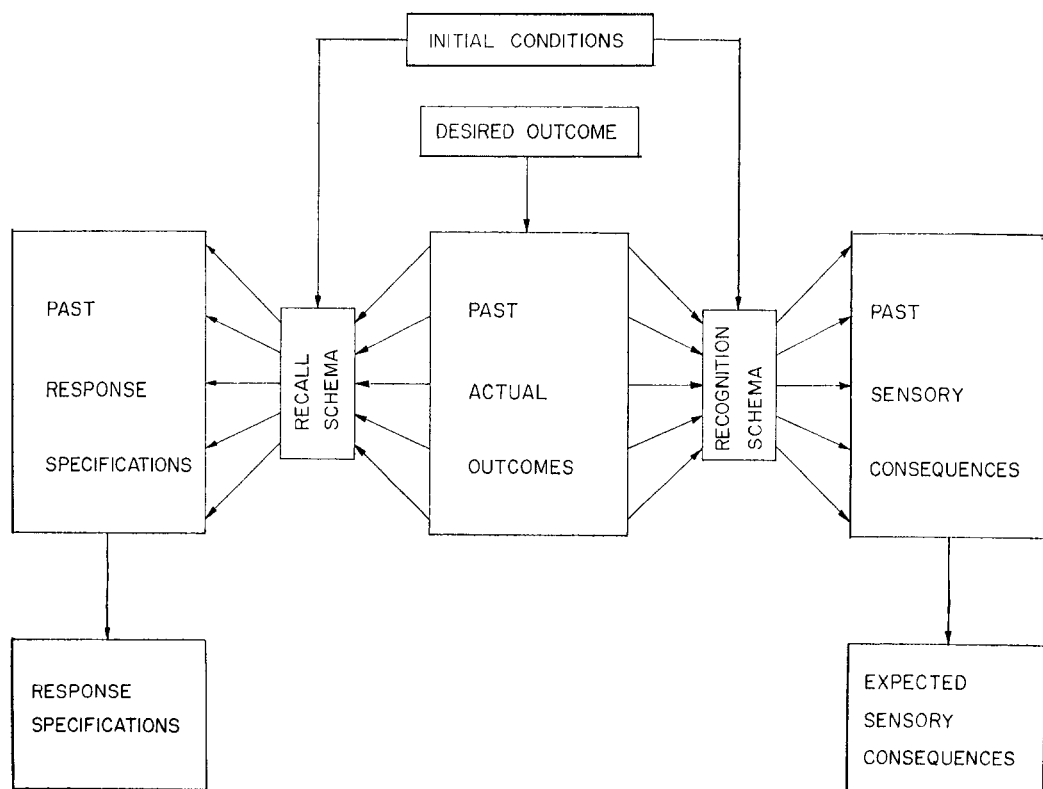 INITIAL CONDITIONS
DESIRED OUTCOME
PAST
RESPONSE
SPECIFICATIONS
RECALL
SCHEMA
PAST
ACTUAL
OUTCOMES
RECOGNITION
SCHEMA
PAST
SENSORY
CONSEQUENCES
RESPONSE
SPECIFICATIONS
EXPECTED
SENSORY
CONSEQUENCES